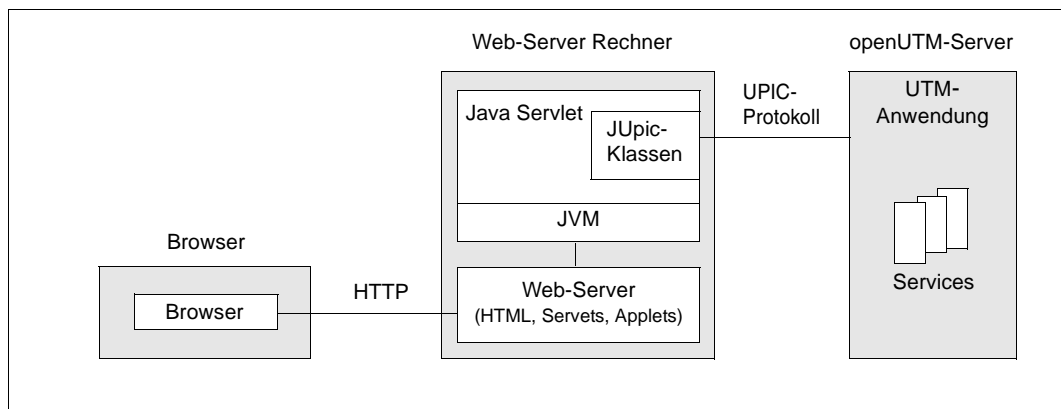 Web-Server Rechner
openUTM-Server
Java Servlet
JUpic-
Klassen
UPIC-
Protokoll
UTM-
Anwendung
JVM
Browser
Services
Browser
HTTP
Web-Server
(HTML, Servets, Applets)